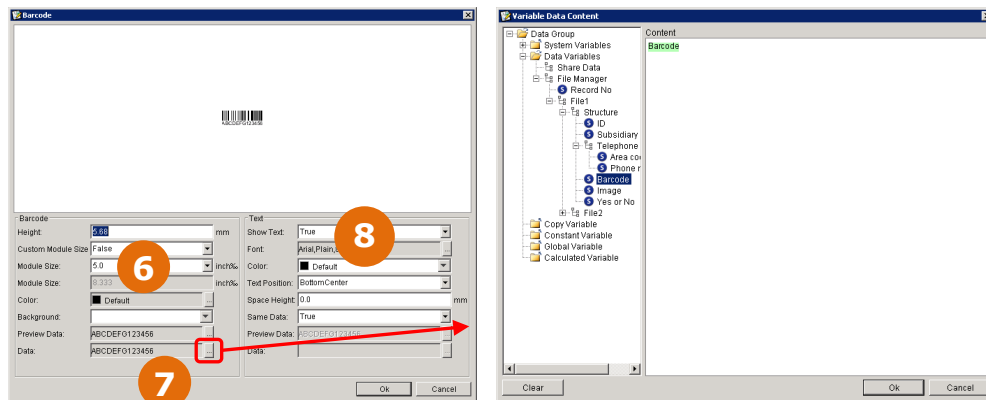 Barcode
ABCDEFG123456
Barcode
Height: 5.68 mm
Custom Module Size False
Module Size: 5.0 inch‰
Module Size: 8.333 inch‰
Color: Default ...
Background:
Preview Data: ABCDEFG123456 ...
Data: ABCDEFG123456 ...
6
7
Text
Show Text: True
Font: Arial,Plain, ...
Color: Default
Text Position: BottomCenter
Space Height: 0.0 mm
Same Data: True
Preview Data: ABCDEFG123456
Data:
8
Ok Cancel
Variable Data Content
Data Group
System Variables
Data Variables
Share Data
File Manager
Record No
File1
Structure
ID
Subsidiary
Telephone
Area co
Phone r
Barcode
Image
Yes or No
File2
Copy Variable
Constant Variable
Global Variable
Calculated Variable
Content
Barcode
Clear Ok Cancel